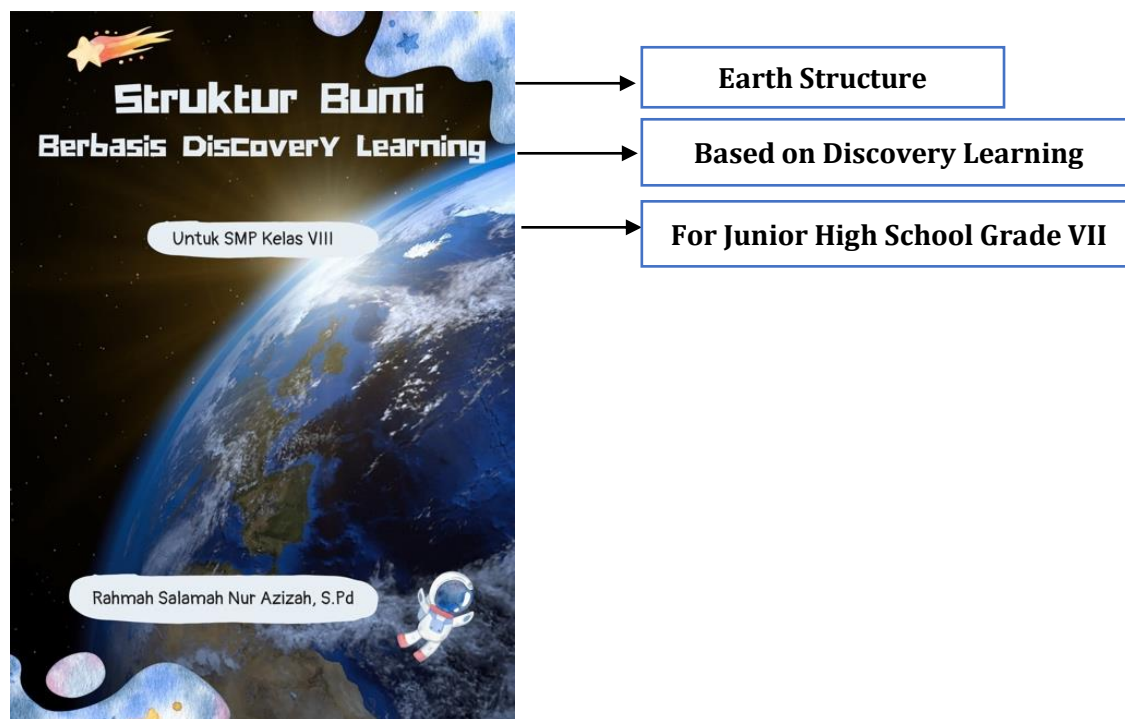 Struktur Bumi
Earth Structure
Berbasis Discovery Learning
Based on Discovery Learning
Untuk SMP Kelas VIII
For Junior High School Grade VII
Rahmah Salamah Nur Azizah, S.Pd